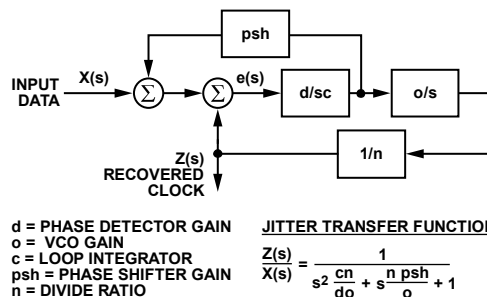 psh
INPUT DATA
X(s)
Σ
Σ
e(s)
d/sc
o/s
1/n
Z(s)
RECOVERED
CLOCK
d = PHASE DETECTOR GAIN
o = VCO GAIN
c = LOOP INTEGRATOR
psh = PHASE SHIFTER GAIN
n = DIVIDE RATIO
JITTER TRANSFER FUNCTION
Z(s)/X(s) = 1/(s² cn/do + s n psh/o + 1)